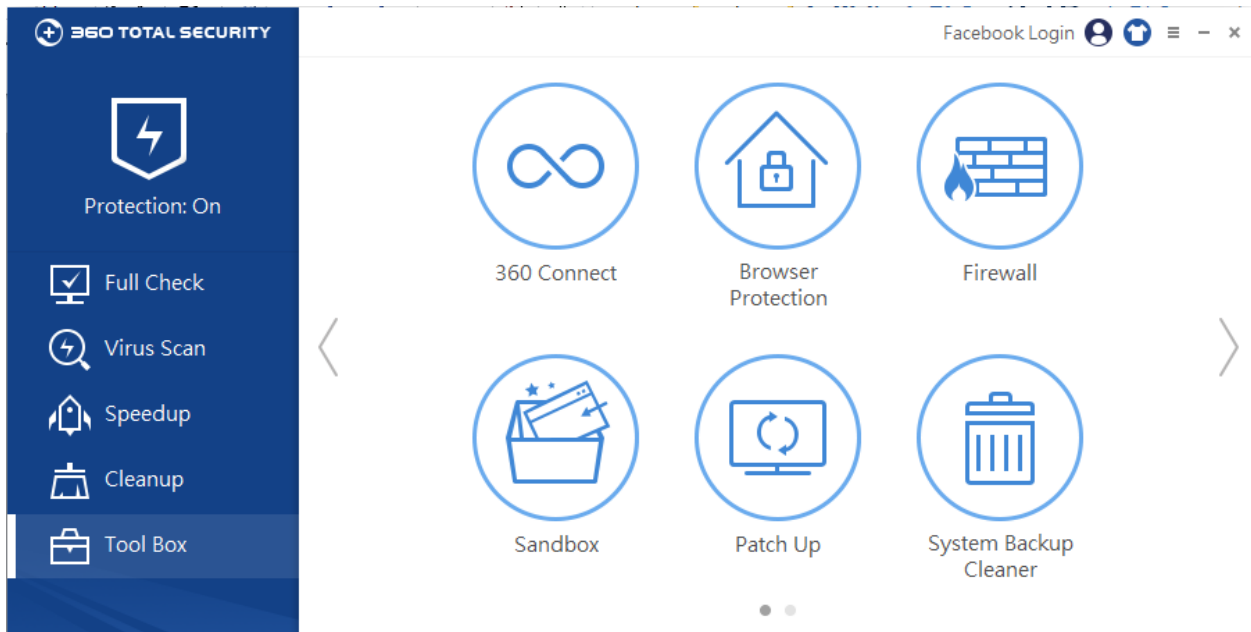 360 TOTAL SECURITY
Facebook Login
Protection: On
Full Check
Virus Scan
Speedup
Cleanup
Tool Box
360 Connect
Browser
Protection
Firewall
Sandbox
Patch Up
System Backup
Cleaner